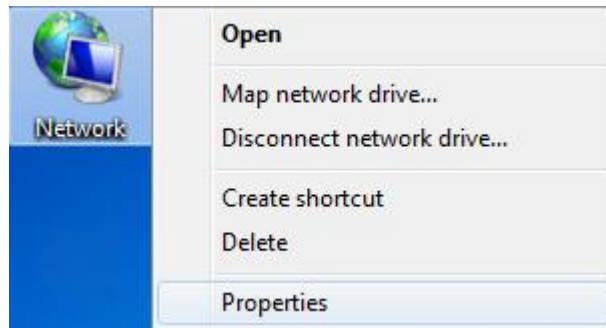 Network
Open
Map network drive...
Disconnect network drive...
Create shortcut
Delete
Properties